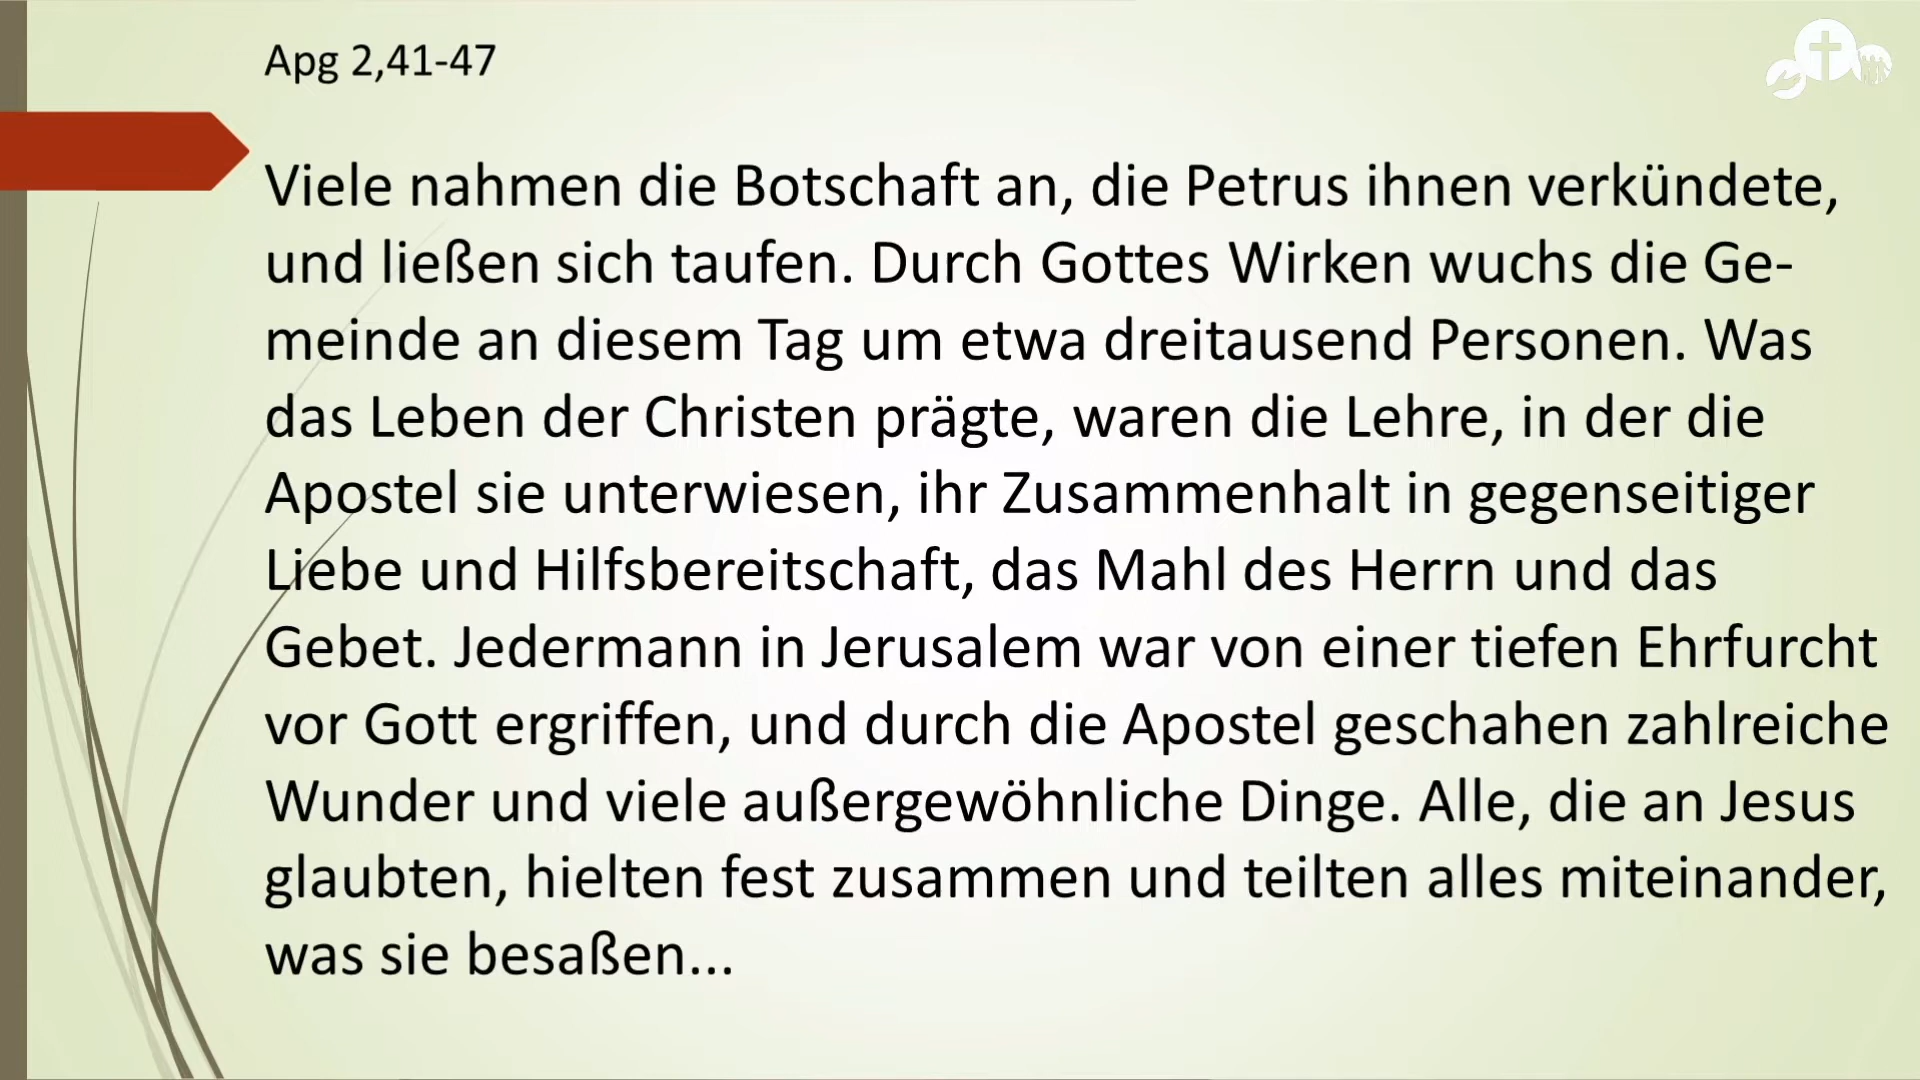 Apg 2,41-47
Viele nahmen die Botschaft an, die Petrus ihnen verkündete,
und ließen sich taufen. Durch Gottes Wirken wuchs die Ge-
meinde an diesem Tag um etwa dreitausend Personen. Was
das Leben der Christen prägte, waren die Lehre, in der die
Apostel sie unterwiesen, ihr Zusammenhalt in gegenseitiger
Liebe und Hilfsbereitschaft, das Mahl des Herrn und das
Gebet. Jedermann in Jerusalem war von einer tiefen Ehrfurcht
vor Gott ergriffen, und durch die Apostel geschahen zahlreiche
Wunder und viele außergewöhnliche Dinge. Alle, die an Jesus
glaubten, hielten fest zusammen und teilten alles miteinander,
was sie besaßen...